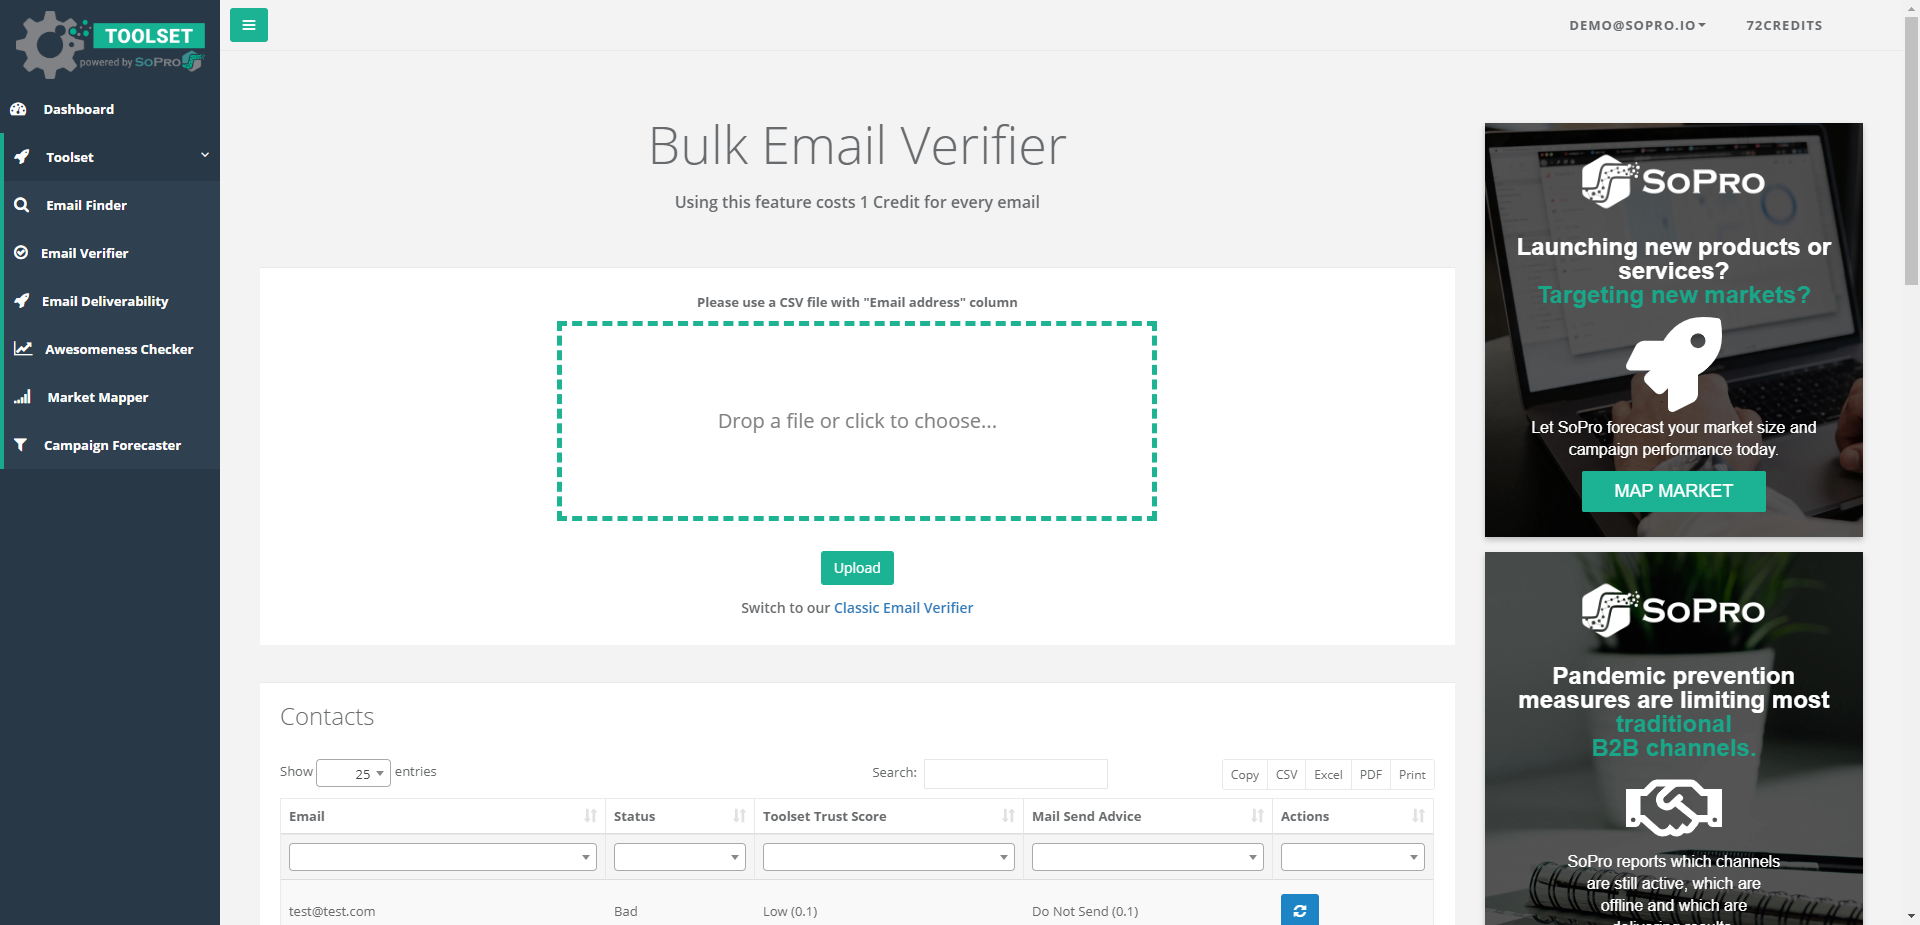 TOOLSET
powered by SOPRO
Dashboard
Toolset
Email Finder
Email Verifier
Email Deliverability
Awesomeness Checker
Market Mapper
Campaign Forecaster
DEMO@SOPRO.IO
72CREDITS
Bulk Email Verifier
Using this feature costs 1 Credit for every email
Please use a CSV file with "Email address" column
Drop a file or click to choose...
Upload
Switch to our Classic Email Verifier
Contacts
Show 25 entries
Search:
Copy CSV Excel PDF Print
Email Status Toolset Trust Score Mail Send Advice Actions
test@test.com Bad Low (0.1) Do Not Send (0.1)
SOPRO
Launching new products or
services?
Targeting new markets?
Let SoPro forecast your market size and
campaign performance today.
MAP MARKET
SOPRO
Pandemic prevention
measures are limiting most
traditional
B2B channels.
SoPro reports which channels
are still active, which are
offline and which are
delivering results